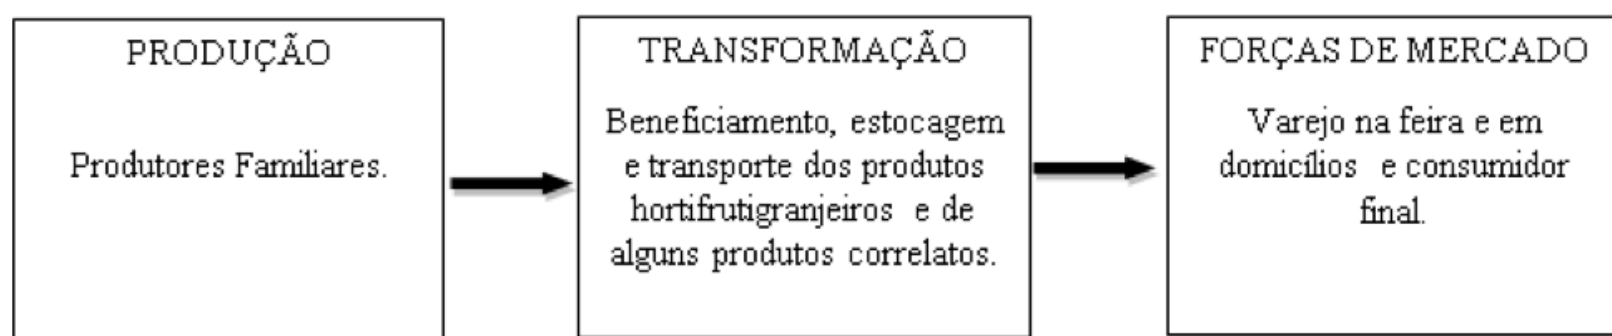 PRODUÇÃO
Produtores Familiares.
TRANSFORMAÇÃO
Beneficiamento, estocagem
e transporte dos produtos
hortifrutigranjeiros e de
alguns produtos correlatos.
FORÇAS DE MERCADO
Varejo na feira e em
domicílios e consumidor
final.